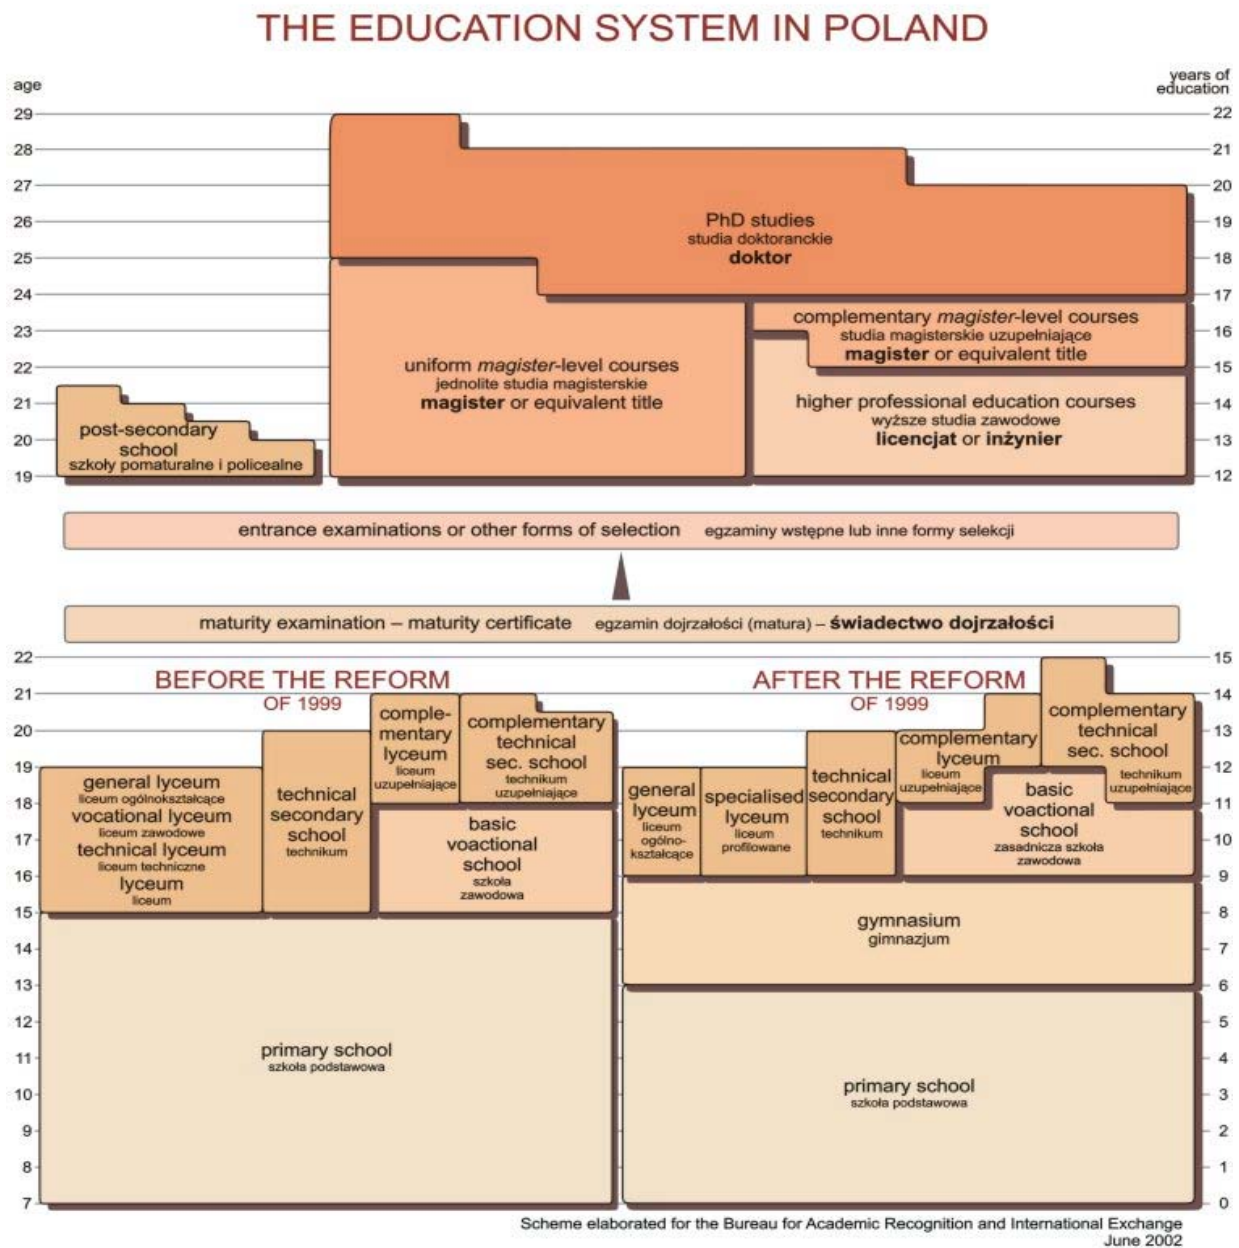 THE EDUCATION SYSTEM IN POLAND
age
years of
education
29
28
27
26
25
24
23
22
21
20
19
22
21
20
19
18
17
16
15
14
13
12
PhD studies
studia doktoranckie
doktor
complementary magister-level courses
studia magisterskie uzupełniające
magister or equivalent title
uniform magister-level courses
jednolite studia magisterskie
magister or equivalent title
higher professional education courses
wyższe studia zawodowe
licencjat or inżynier
post-secondary
school
szkoły pomaturalne i policealne
entrance examinations or other forms of selection egzaminy wstępne lub inne formy selekcji
maturity examination – maturity certificate egzamin dojrzałości (matura) – świadectwo dojrzałości
22
21
20
19
18
17
16
15
14
13
12
11
10
9
8
7
BEFORE THE REFORM
OF 1999
general lyceum
liceum ogólnokształcące
vocational lyceum
liceum zawodowe
technical lyceum
liceum techniczne
lyceum
liceum
technical
secondary
school
technikum
comple-
mentary
lyceum
liceum
uzupełniające
complementary
technical
sec. school
technikum
uzupełniające
basic
voactional
school
szkoła
zawodowa
primary school
szkoła podstawowa
AFTER THE REFORM
OF 1999
general
lyceum
liceum
ogólno-
kształcące
specialised
lyceum
liceum
profilowane
technical
secondary
school
technikum
complementary
lyceum
liceum
uzupełniające
complementary
technical
sec. school
technikum
uzupełniające
basic
voactional
school
zasadnicza szkoła
zawodowa
gymnasium
gimnazjum
primary school
szkoła podstawowa
15
14
13
12
11
10
9
8
7
6
5
4
3
2
1
0
Scheme elaborated for the Bureau for Academic Recognition and International Exchange
June 2002